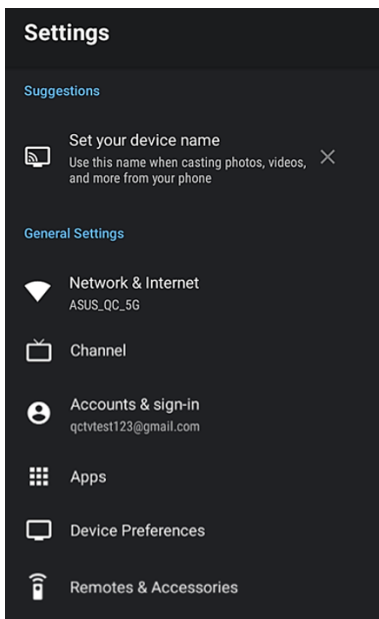 Settings
Suggestions
Set your device name
Use this name when casting photos, videos,
and more from your phone
General Settings
Network & Internet
ASUS_QC_5G
Channel
Accounts & sign-in
qctvtest123@gmail.com
Apps
Device Preferences
Remotes & Accessories